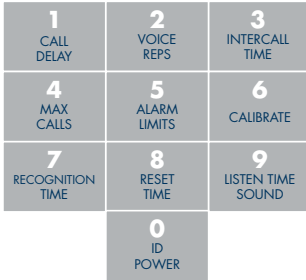 1 2 3
CALL DELAY VOICE REPS INTERCALL TIME
4 5 6
MAX CALLS ALARM LIMITS CALIBRATE
7 8 9
RECOGNITION TIME RESET TIME LISTEN TIME SOUND
0
ID
POWER